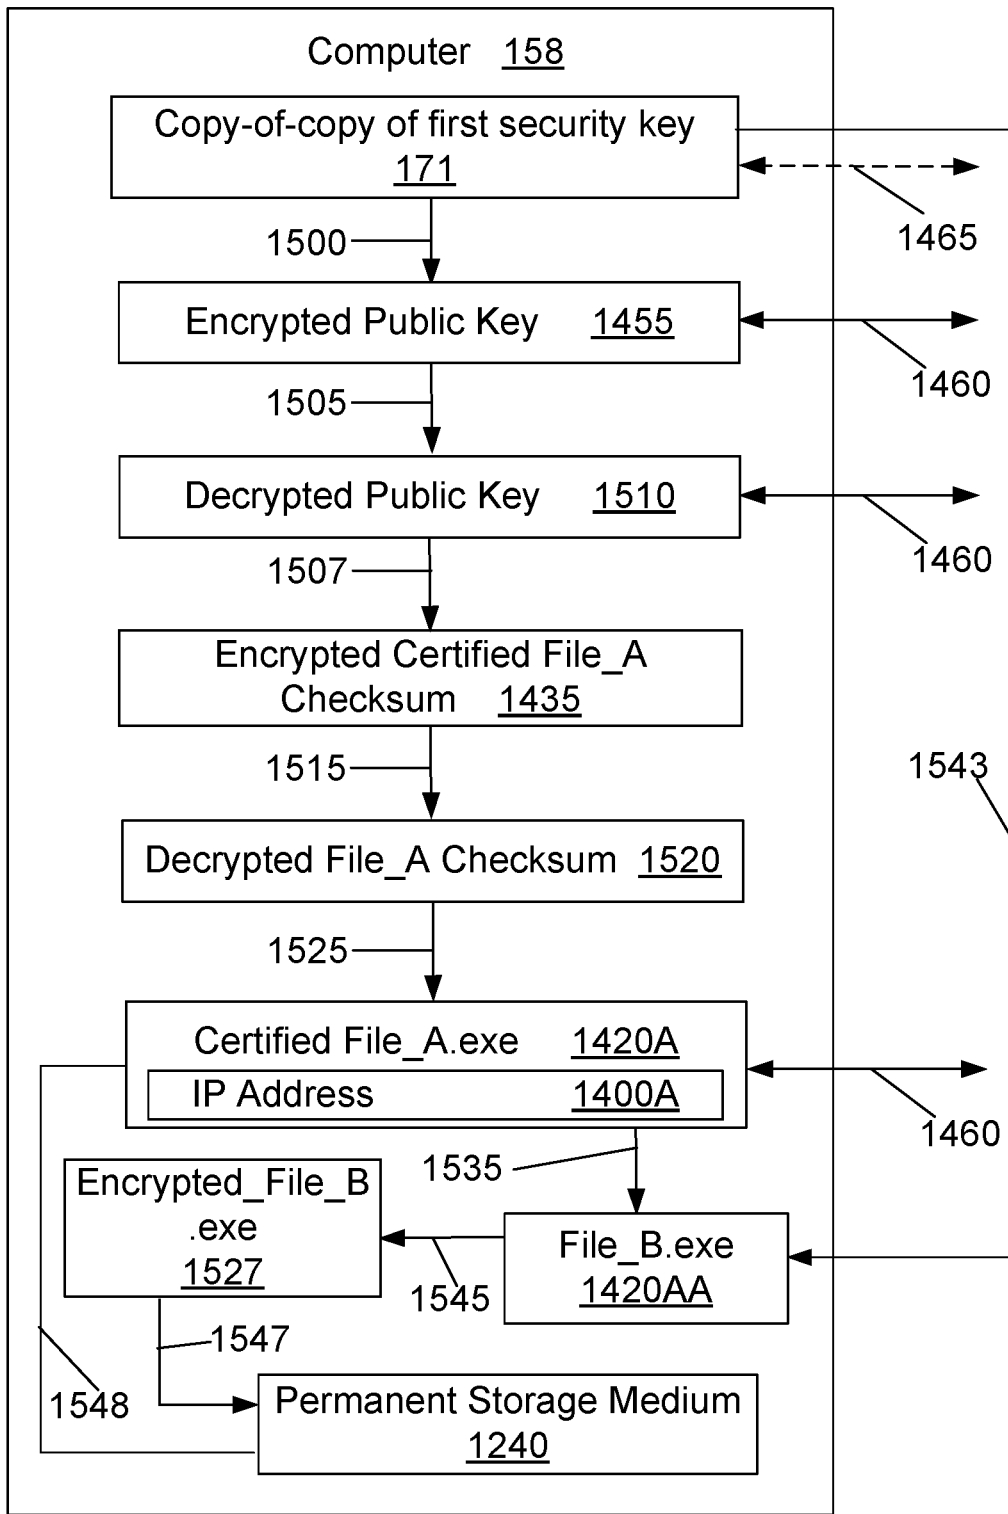 Computer 158
Copy-of-copy of first security key
171
1465
1500
Encrypted Public Key 1455
1460
1505
Decrypted Public Key 1510
1460
1507
Encrypted Certified File_A
Checksum 1435
1515
1543
Decrypted File_A Checksum 1520
1525
Certified File_A.exe 1420A
IP Address 1400A
1460
1535
Encrypted_File_B
.exe
1527
File_B.exe
1420AA
1545
1547
1548
Permanent Storage Medium
1240